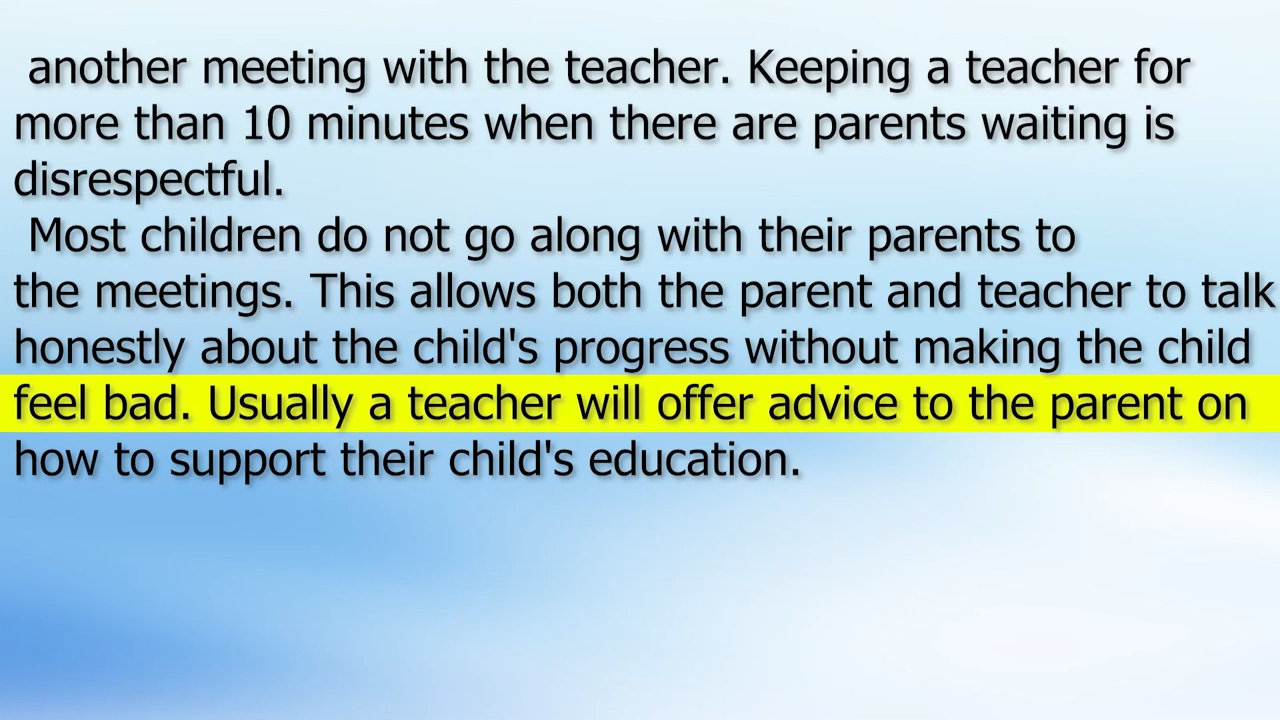 another meeting with the teacher. Keeping a teacher for
more than 10 minutes when there are parents waiting is
disrespectful.
Most children do not go along with their parents to
the meetings. This allows both the parent and teacher to talk
honestly about the child's progress without making the child
feel bad. Usually a teacher will offer advice to the parent on
how to support their child's education.